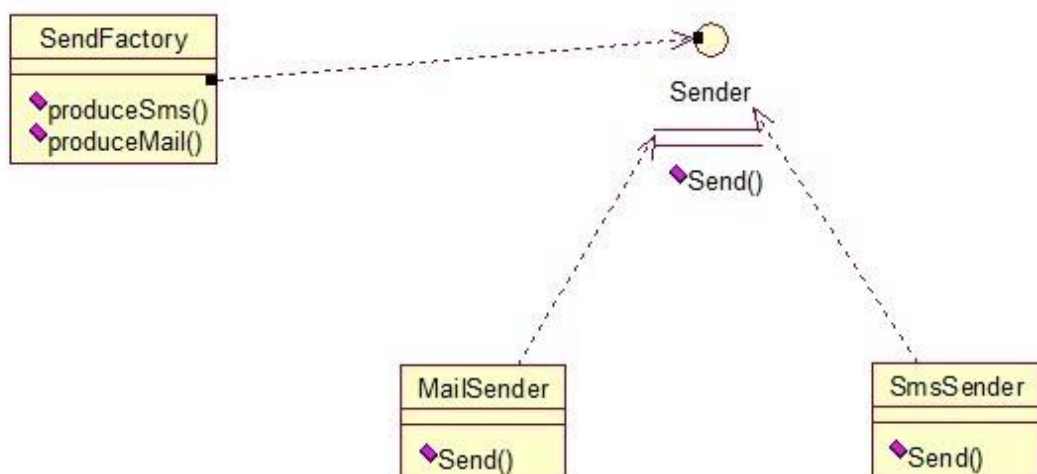 SendFactory
produceSms()
produceMail()
Sender
Send()
MailSender
Send()
SmsSender
Send()